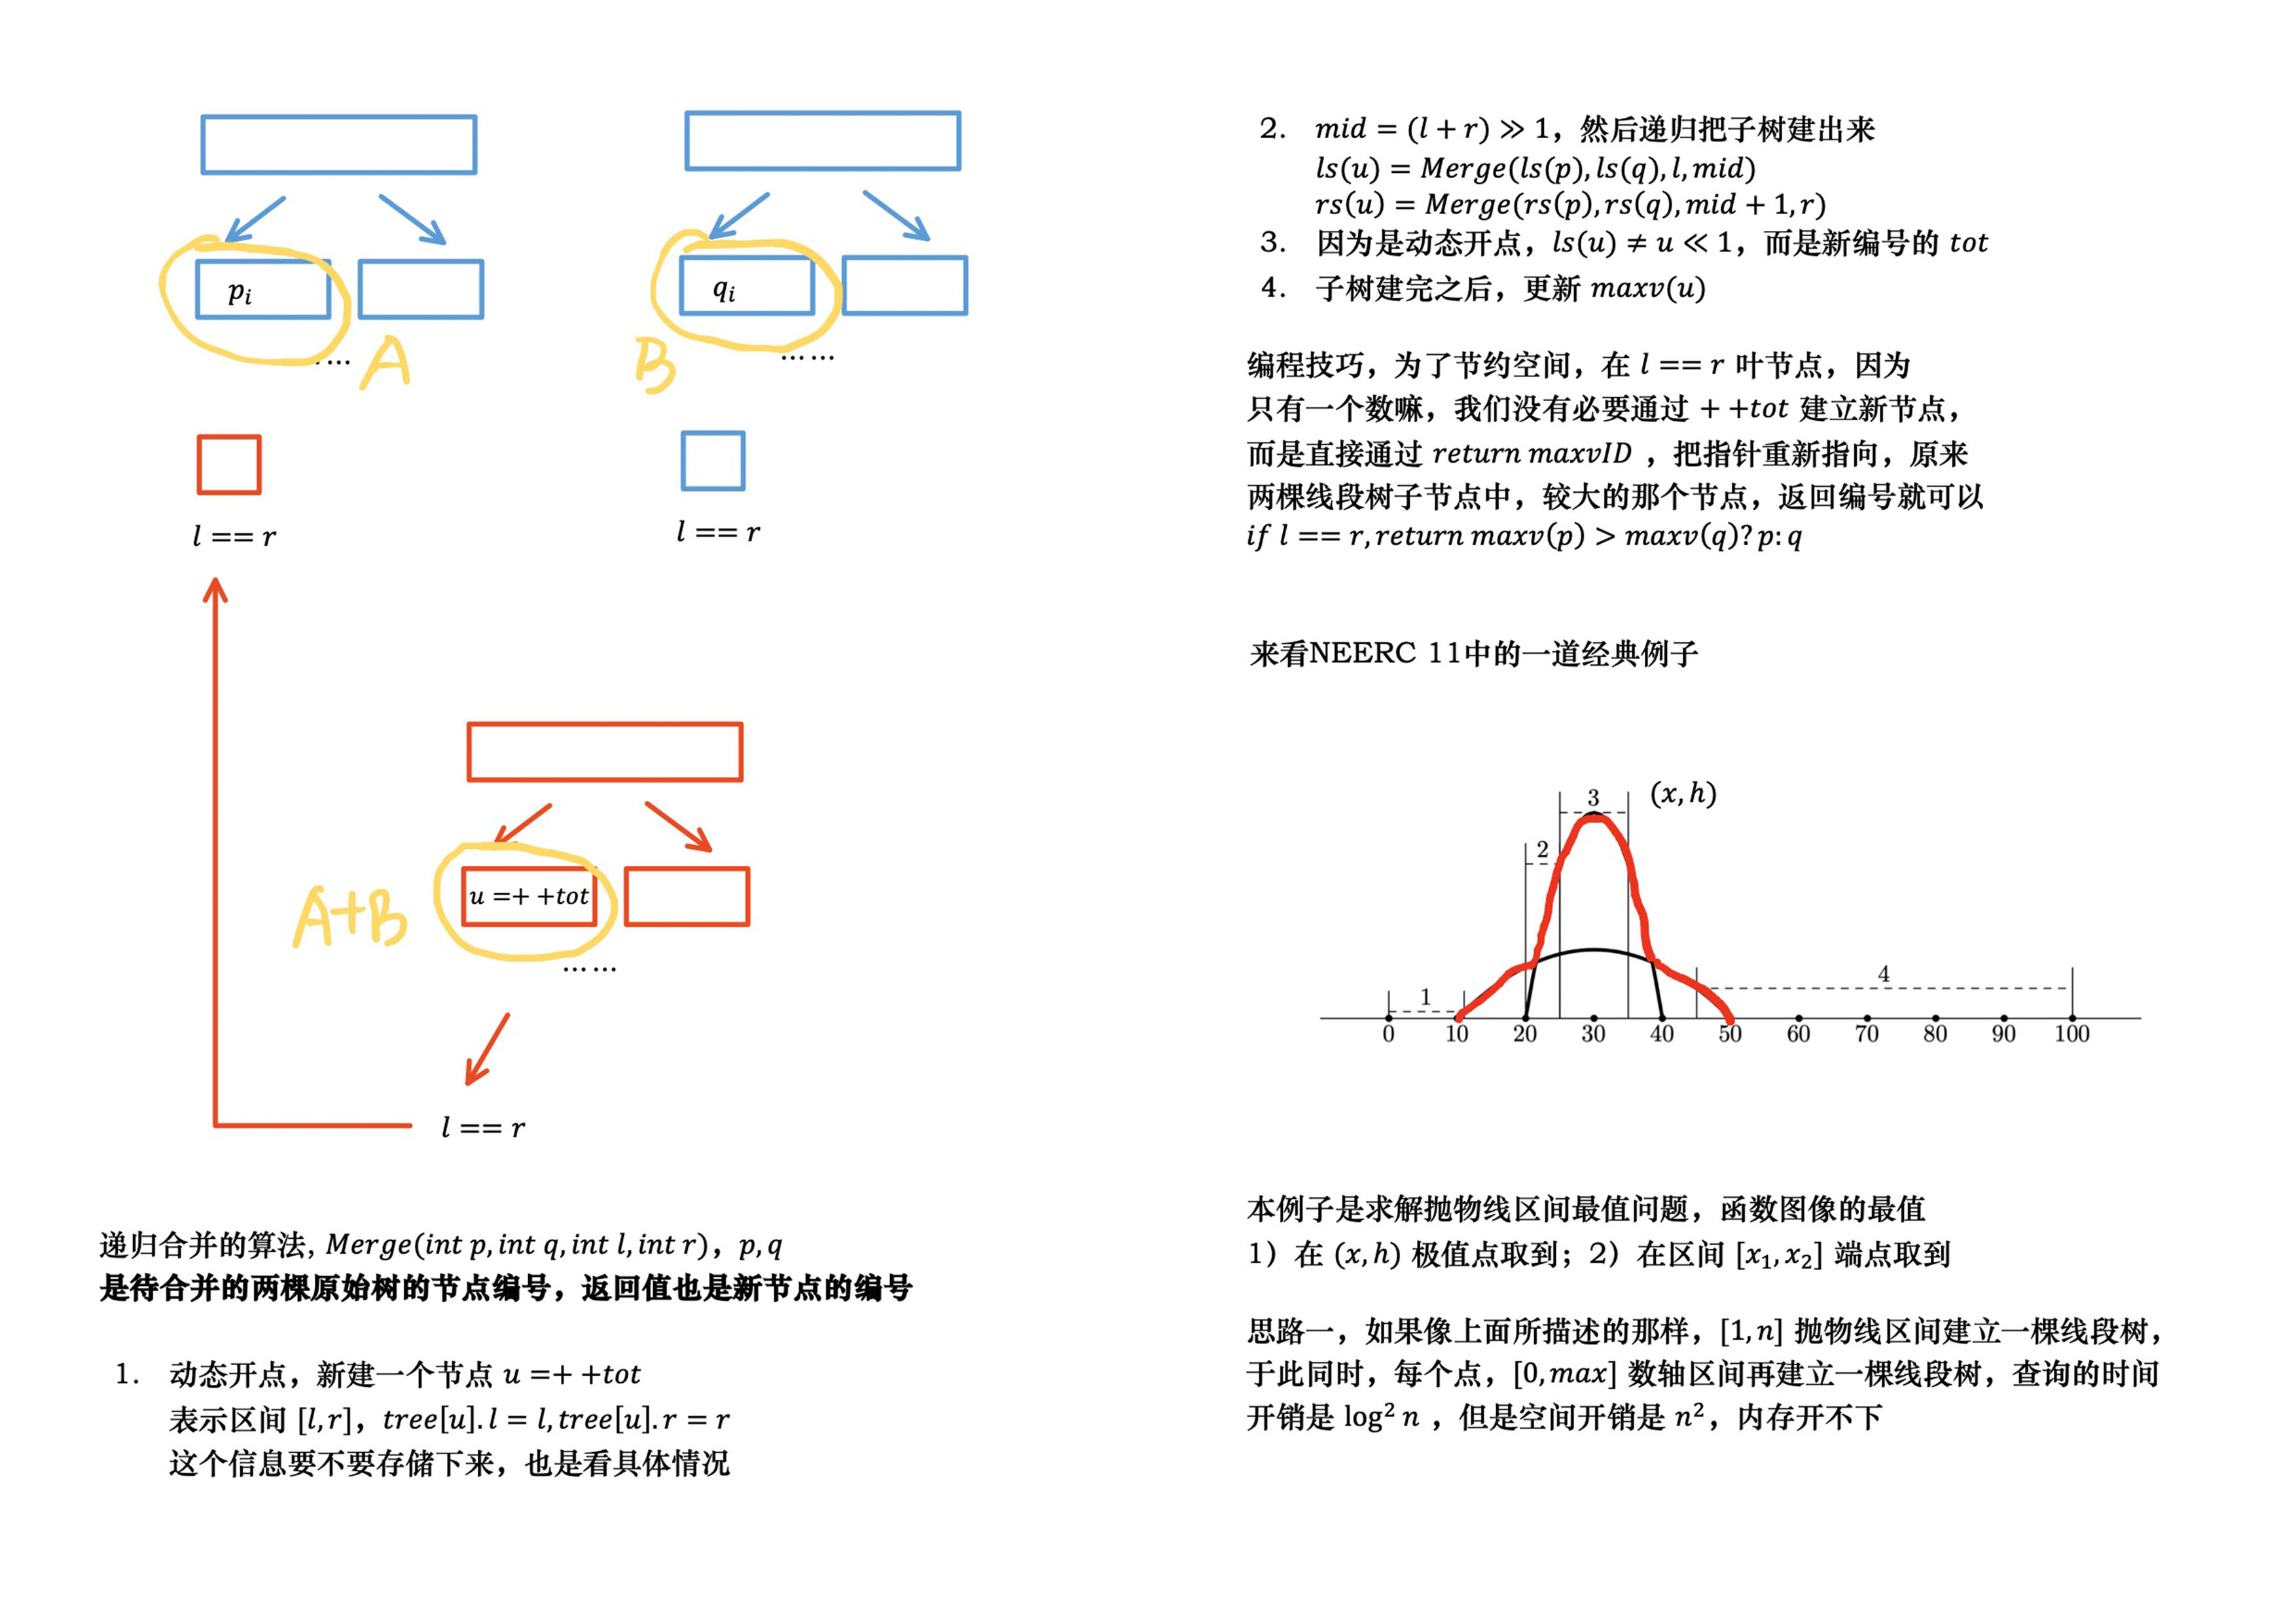 p_i
q_i
……
A
B
……
l == r
l == r
u =+ +tot
A+B
……
l == r
递归合并的算法, Merge(int p, int q, int l, int r)，p, q
是待合并的两棵原始树的节点编号，返回值也是新节点的编号
1. 动态开点，新建一个节点 u =+ +tot
表示区间 [l, r]，tree[u].l = l, tree[u].r = r
这个信息要不要存储下来，也是看具体情况
2. mid = (l + r) ≫ 1，然后递归把子树建出来
ls(u) = Merge(ls(p), ls(q), l, mid)
rs(u) = Merge(rs(p), rs(q), mid + 1, r)
3. 因为是动态开点，ls(u) ≠ u ≪ 1，而是新编号的 tot
4. 子树建完之后，更新 maxv(u)
编程技巧，为了节约空间，在 l == r 叶节点，因为
只有一个数嘛，我们没有必要通过 + +tot 建立新节点，
而是直接通过 return maxvID ，把指针重新指向，原来
两棵线段树子节点中，较大的那个节点，返回编号就可以
if l == r, return maxv(p) > maxv(q)? p: q
来看NEERC 11中的一道经典例子
3
(x, h)
2
4
1
0 10 20 30 40 50 60 70 80 90 100
本例子是求解抛物线区间最值问题，函数图像的最值
1）在 (x, h) 极值点取到；2）在区间 [x₁, x₂] 端点取到
思路一，如果像上面所描述的那样，[1, n] 抛物线区间建立一棵线段树，
于此同时，每个点，[0, max] 数轴区间再建立一棵线段树，查询的时间
开销是 log² n ，但是空间开销是 n²，内存开不下